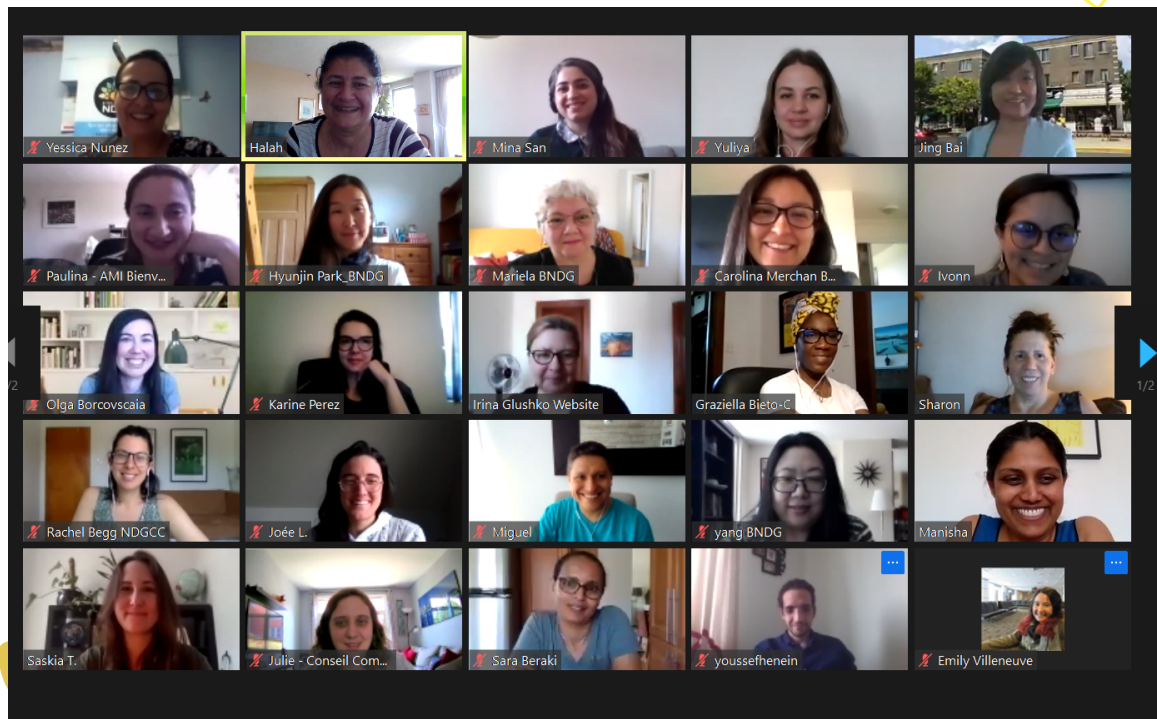 ND
Yessica Nunez
Halah
Mina San
Yuliya
Jing Bai
Paulina - AMI Bienv...
Hyunjin Park_BNDG
Mariela BNDG
Carolina Merchan B...
Ivonn
/2
Olga Borcovscaia
Karine Perez
Irina Glushko Website
Graziella Bieto-C
Sharon
1/2
Rachel Begg NDGCC
Joée L.
Miguel
yang BNDG
Manisha
Saskia T.
Julie - Conseil Com...
Sara Beraki
youssefhenein
Emily Villeneuve